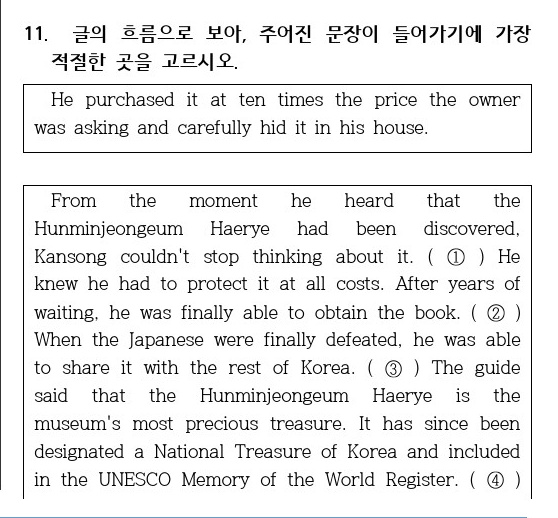 11. 글의 흐름으로 보아, 주어진 문장이 들어가기에 가장
적절한 곳을 고르시오.
He purchased it at ten times the price the owner
was asking and carefully hid it in his house.
From the moment he heard that the
Hunminjeongeum Haerye had been discovered,
Kansong couldn't stop thinking about it. ( ① ) He
knew he had to protect it at all costs. After years of
waiting, he was finally able to obtain the book. ( ② )
When the Japanese were finally defeated, he was able
to share it with the rest of Korea. ( ③ ) The guide
said that the Hunminjeongeum Haerye is the
museum's most precious treasure. It has since been
designated a National Treasure of Korea and included
in the UNESCO Memory of the World Register. ( ④ )